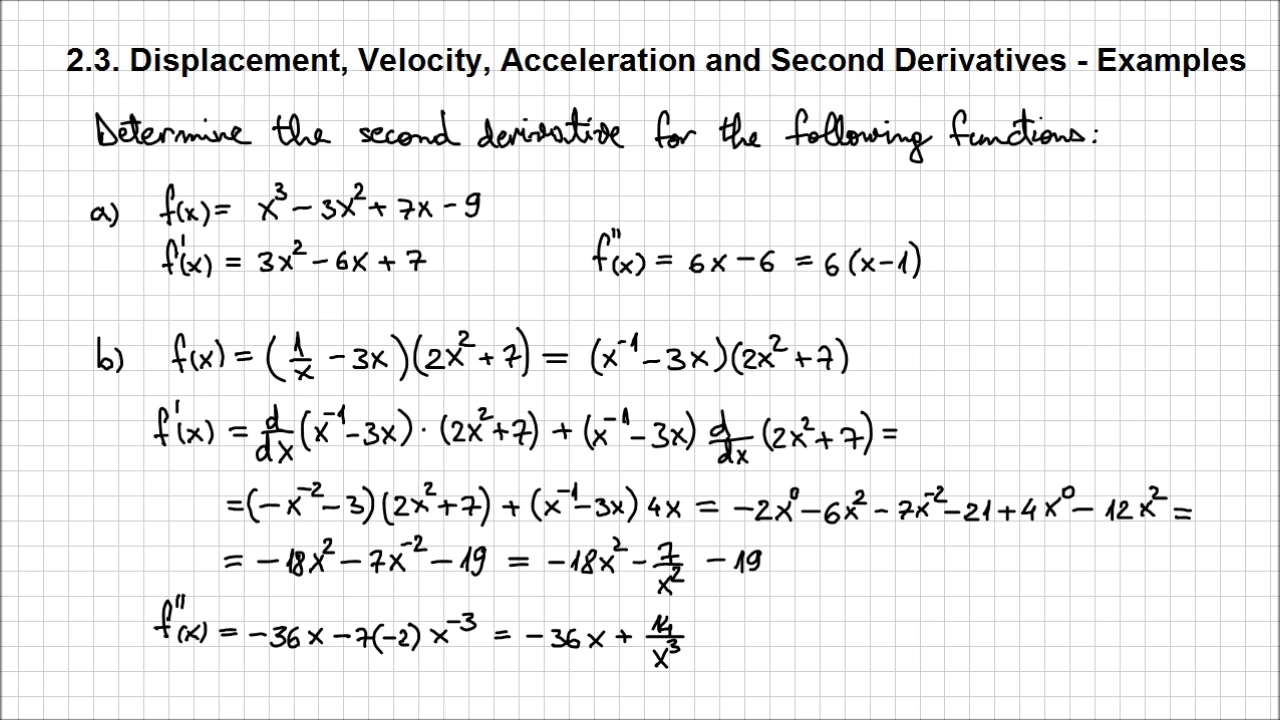 2.3. Displacement, Velocity, Acceleration and Second Derivatives - Examples
Determine the second derivative for the following functions:
a) f(x) = x³ - 3x² + 7x - 9
f'(x) = 3x² - 6x + 7 f''(x) = 6x - 6 = 6(x-1)
b) f(x) = (1/x - 3x)(2x² + 7) = (x⁻¹ - 3x)(2x² + 7)
f'(x) = d/dx (x⁻¹ - 3x) · (2x² + 7) + (x⁻¹ - 3x) d/dx (2x² + 7) =
= (-x⁻² - 3)(2x² + 7) + (x⁻¹ - 3x) 4x = -2x⁰ - 6x² - 7x⁻² - 21 + 4x⁰ - 12x² =
= -18x² - 7x⁻² - 19 = -18x² - 7/x² - 19
f''(x) = -36x - 7(-2)x⁻³ = -36x + 14/x³